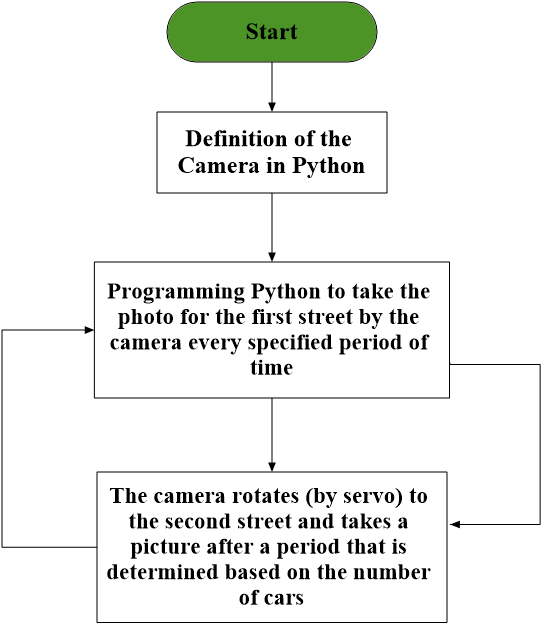 Start
Definition of the
Camera in Python
Programming Python to take the
photo for the first street by the
camera every specified period of
time
The camera rotates (by servo) to
the second street and takes a
picture after a period that is
determined based on the number
of cars